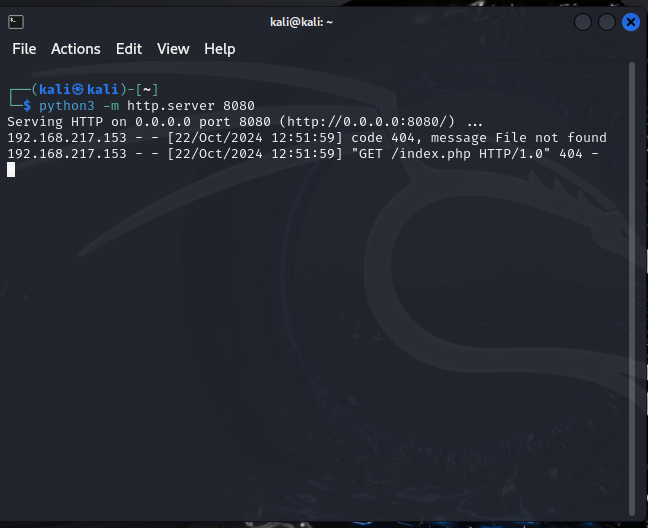 kali@kali: ~
File Actions Edit View Help
┌──(kali㉿kali)-[~]
└─$ python3 -m http.server 8080
Serving HTTP on 0.0.0.0 port 8080 (http://0.0.0.0:8080/) ...
192.168.217.153 - - [22/Oct/2024 12:51:59] code 404, message File not found
192.168.217.153 - - [22/Oct/2024 12:51:59] "GET /index.php HTTP/1.0" 404 -